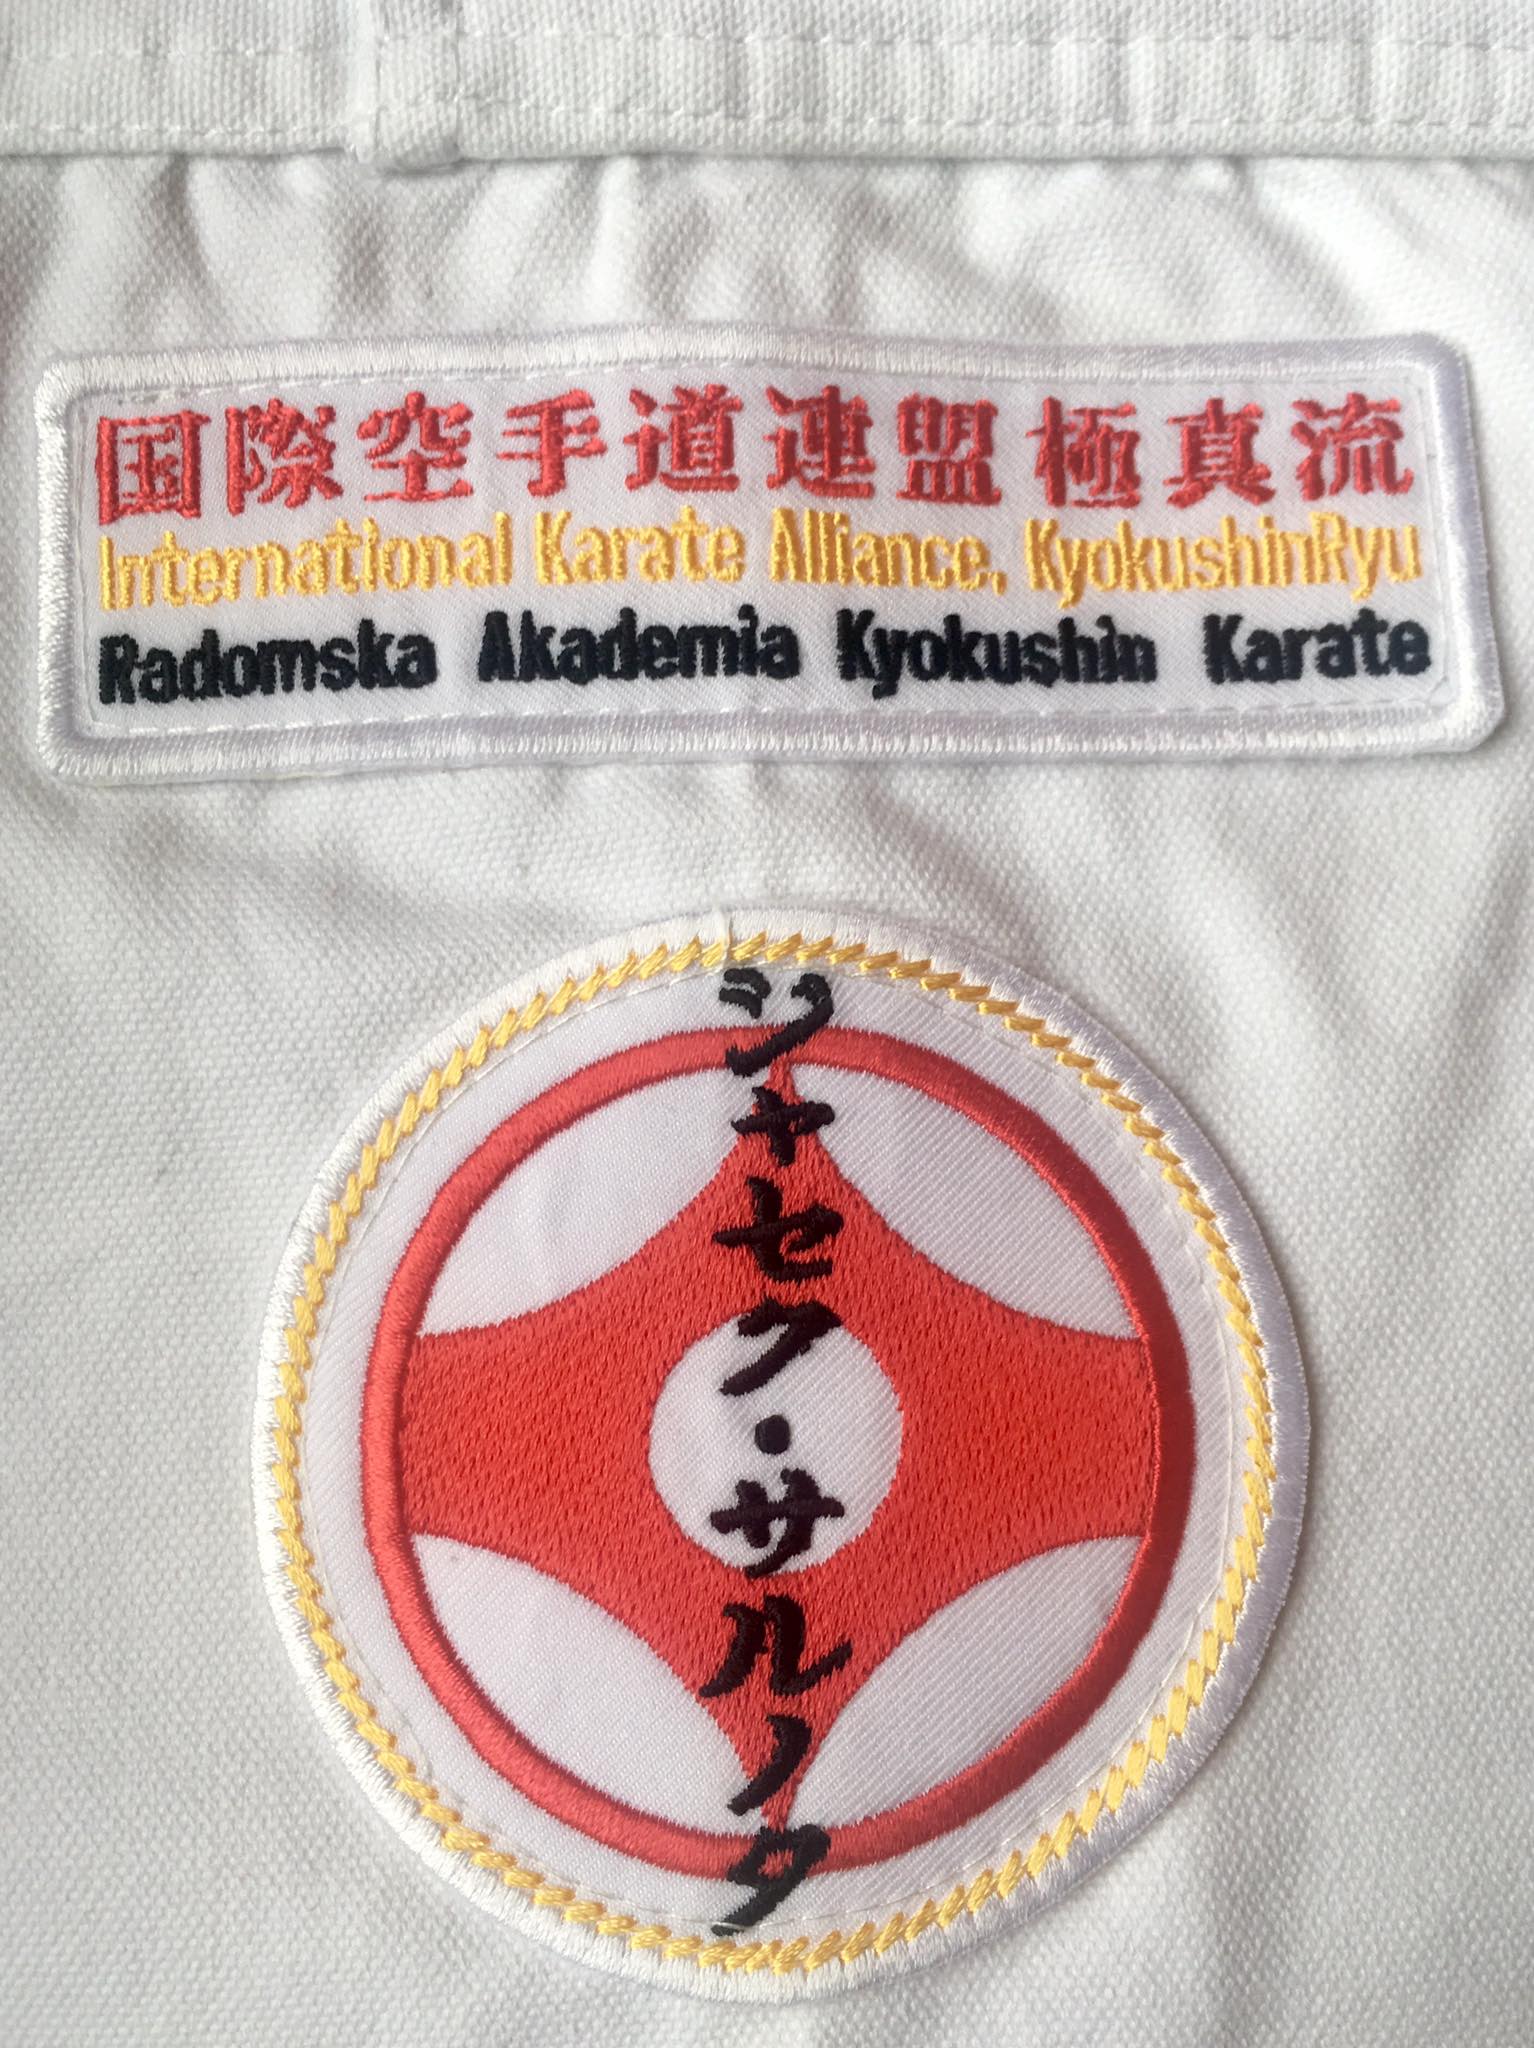 国際空手道連盟極真流
International Karate Alliance, KyokushinRyu
Radomska Akademia Kyokushin Karate
ジャセク・サルノタ